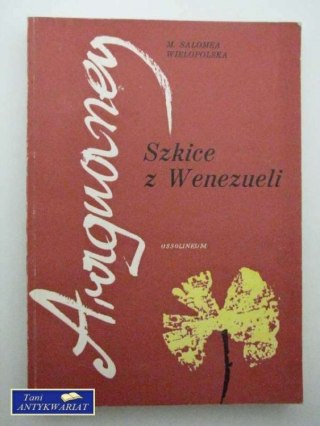 M. SALOMEA
WIELOPOLSKA
Araguaney
Szkice
z Wenezueli
OSSOLINEUM
Tani
ANTYKWARIAT